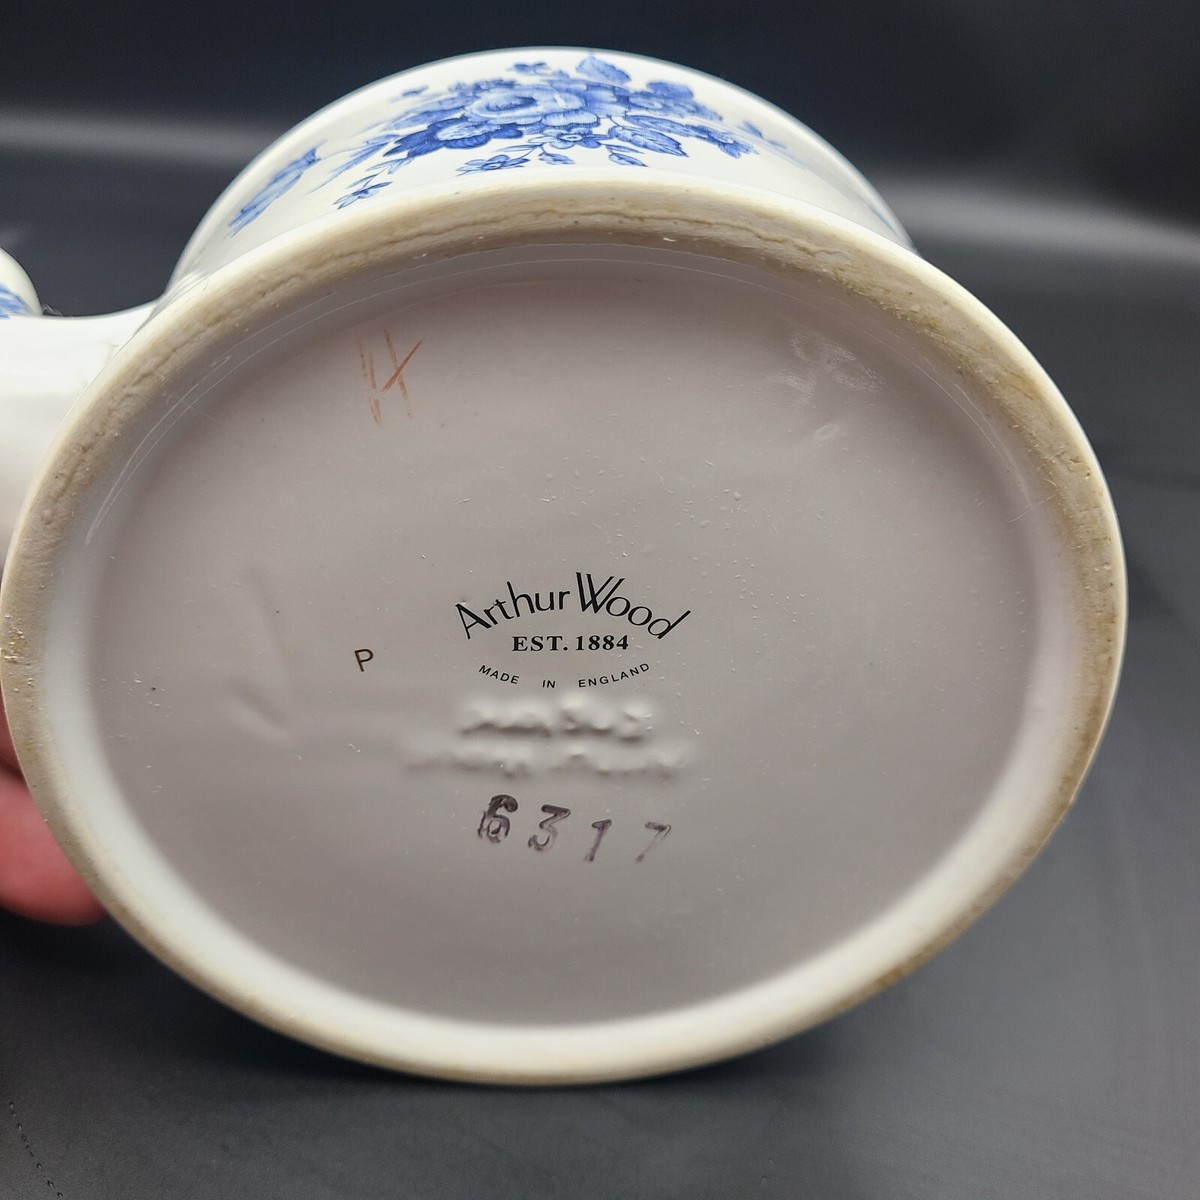 Arthur Wood
EST. 1884
MADE IN ENGLAND
P
6317